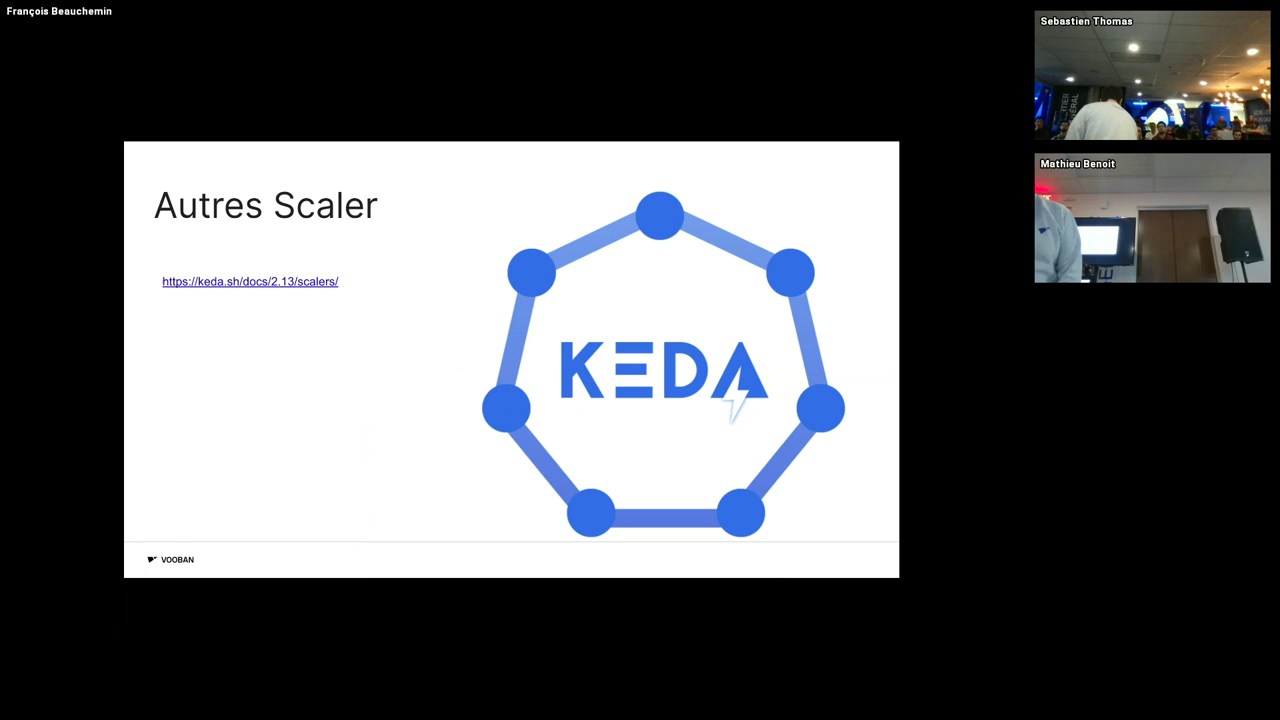 François Beauchemin
Sebastien Thomas
Mathieu Benoit
Autres Scaler
https://keda.sh/docs/2.13/scalers/
KEDA
VOOBAN